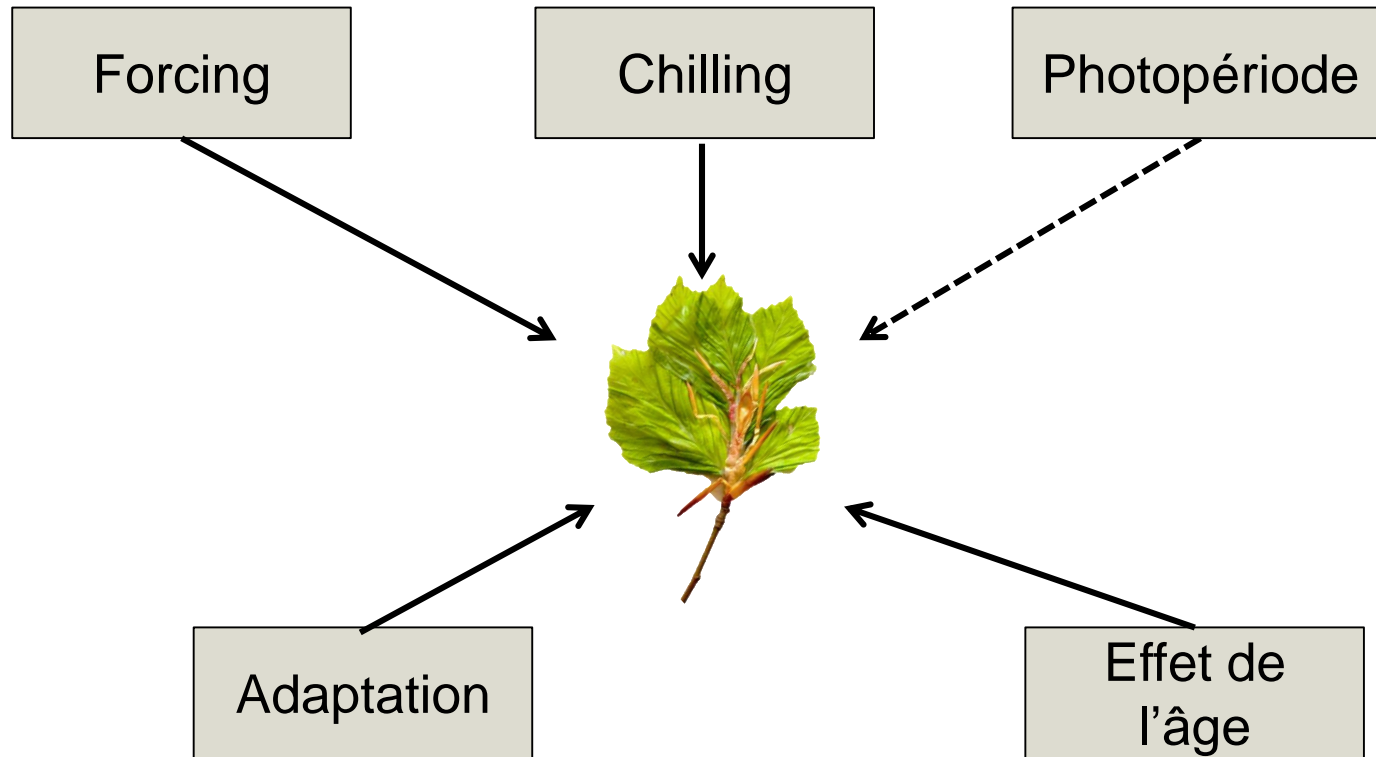 Forcing
Chilling
Photopériode
Adaptation
Effet de
l’âge